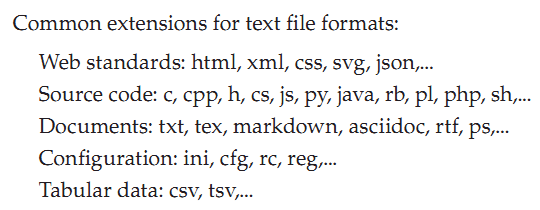 Common extensions for text file formats:
Web standards: html, xml, css, svg, json,...
Source code: c, cpp, h, cs, js, py, java, rb, pl, php, sh,...
Documents: txt, tex, markdown, asciidoc, rtf, ps,...
Configuration: ini, cfg, rc, reg,...
Tabular data: csv, tsv,...